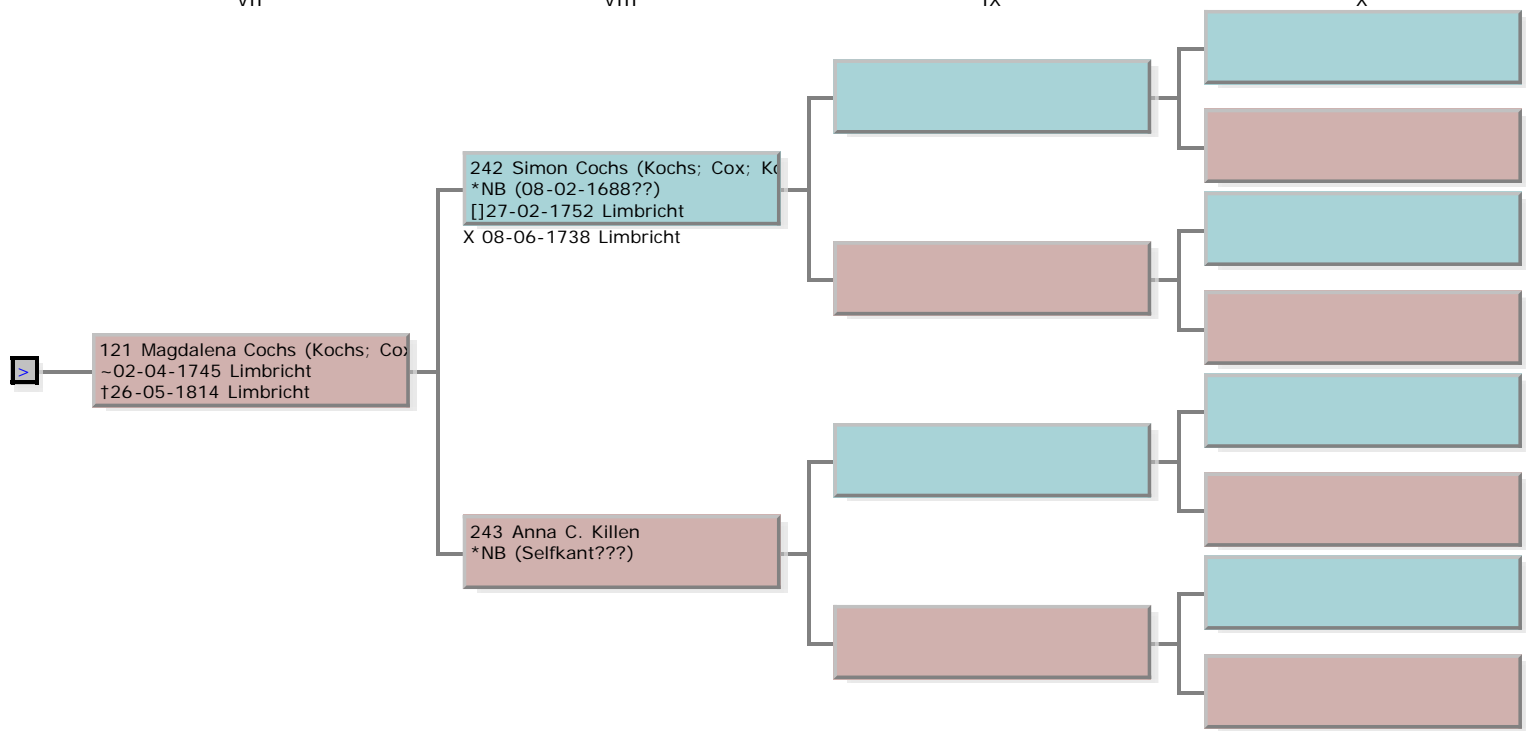 VII VIII IX X
242 Simon Cochs (Kochs; Cox;
*NB (08-02-1688??)
[]27-02-1752 Limbricht
X 08-06-1738 Limbricht
121 Magdalena Cochs (Kochs; Cox
~02-04-1745 Limbricht
†26-05-1814 Limbricht
>
243 Anna C. Killen
*NB (Selfkant???)